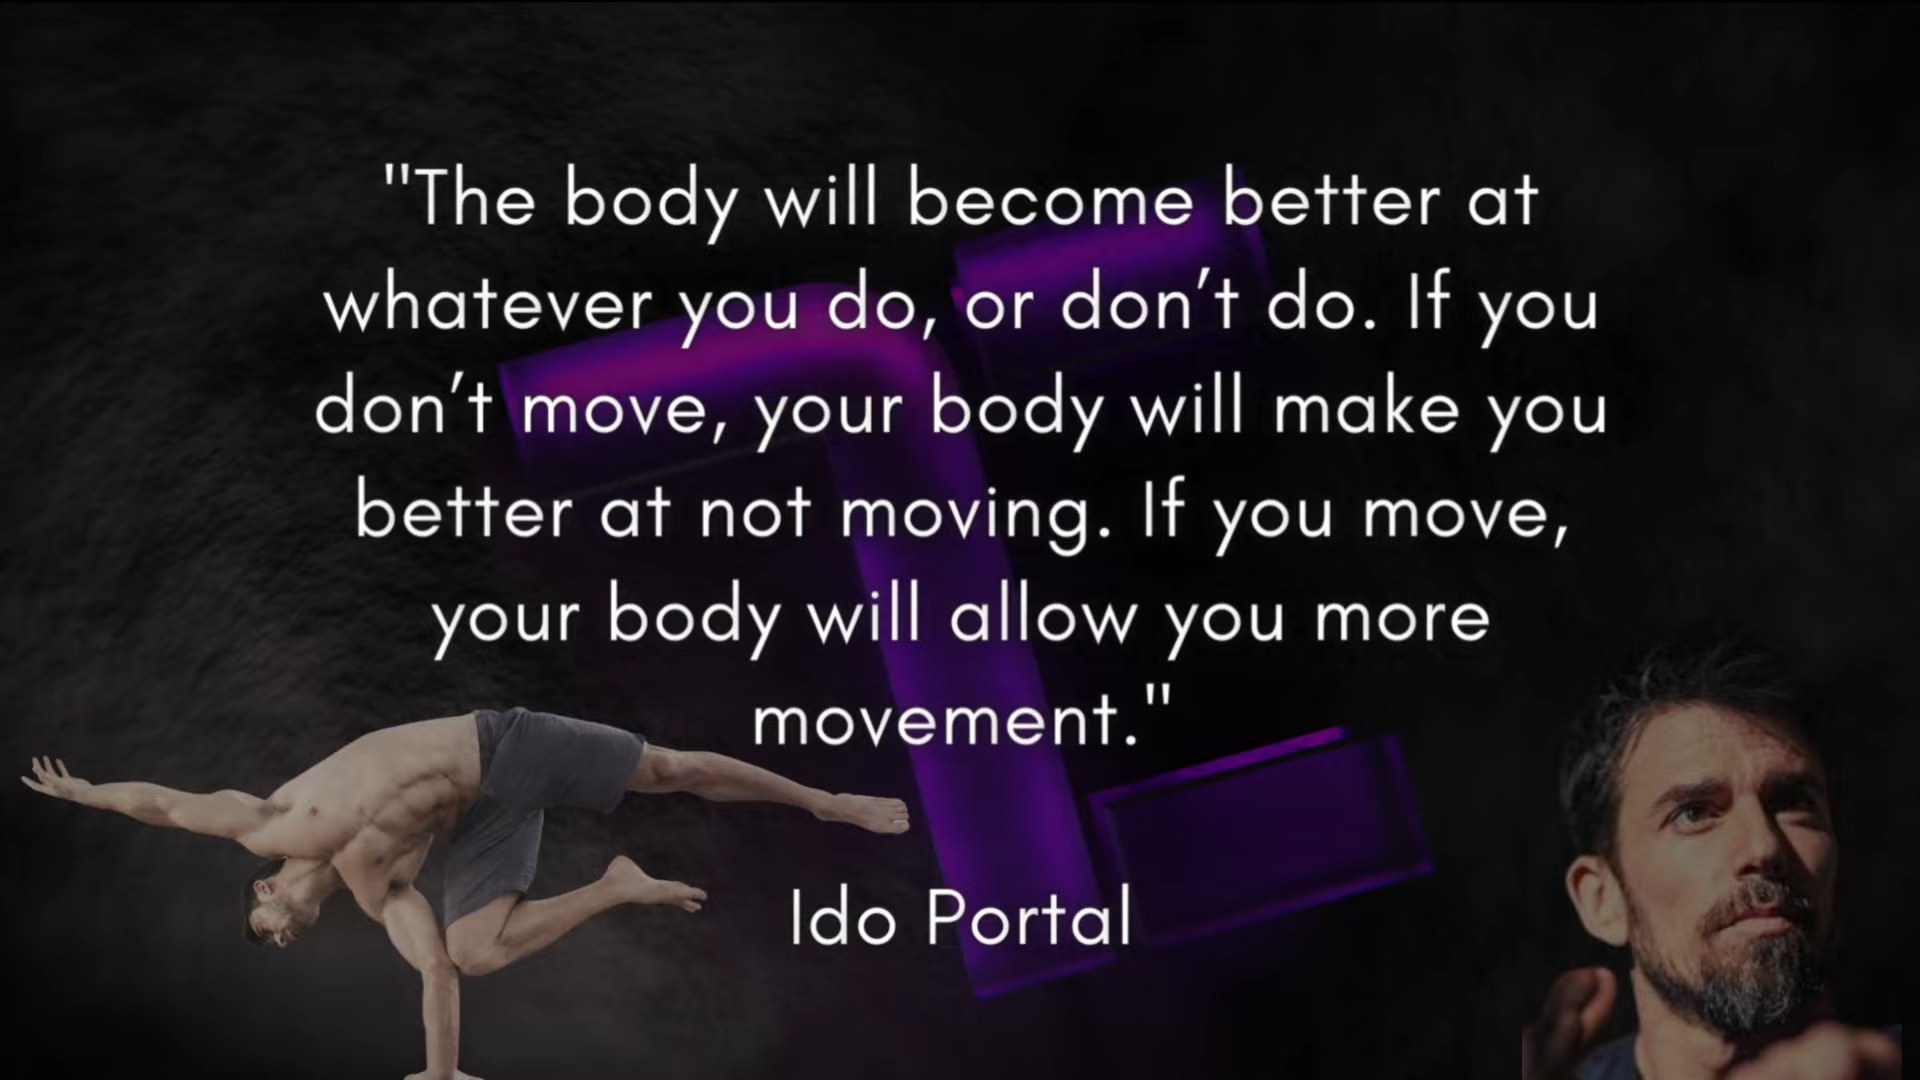 "The body will become better at
whatever you do, or don’t do. If you
don’t move, your body will make you
better at not moving. If you move,
your body will allow you more
movement."
Ido Portal